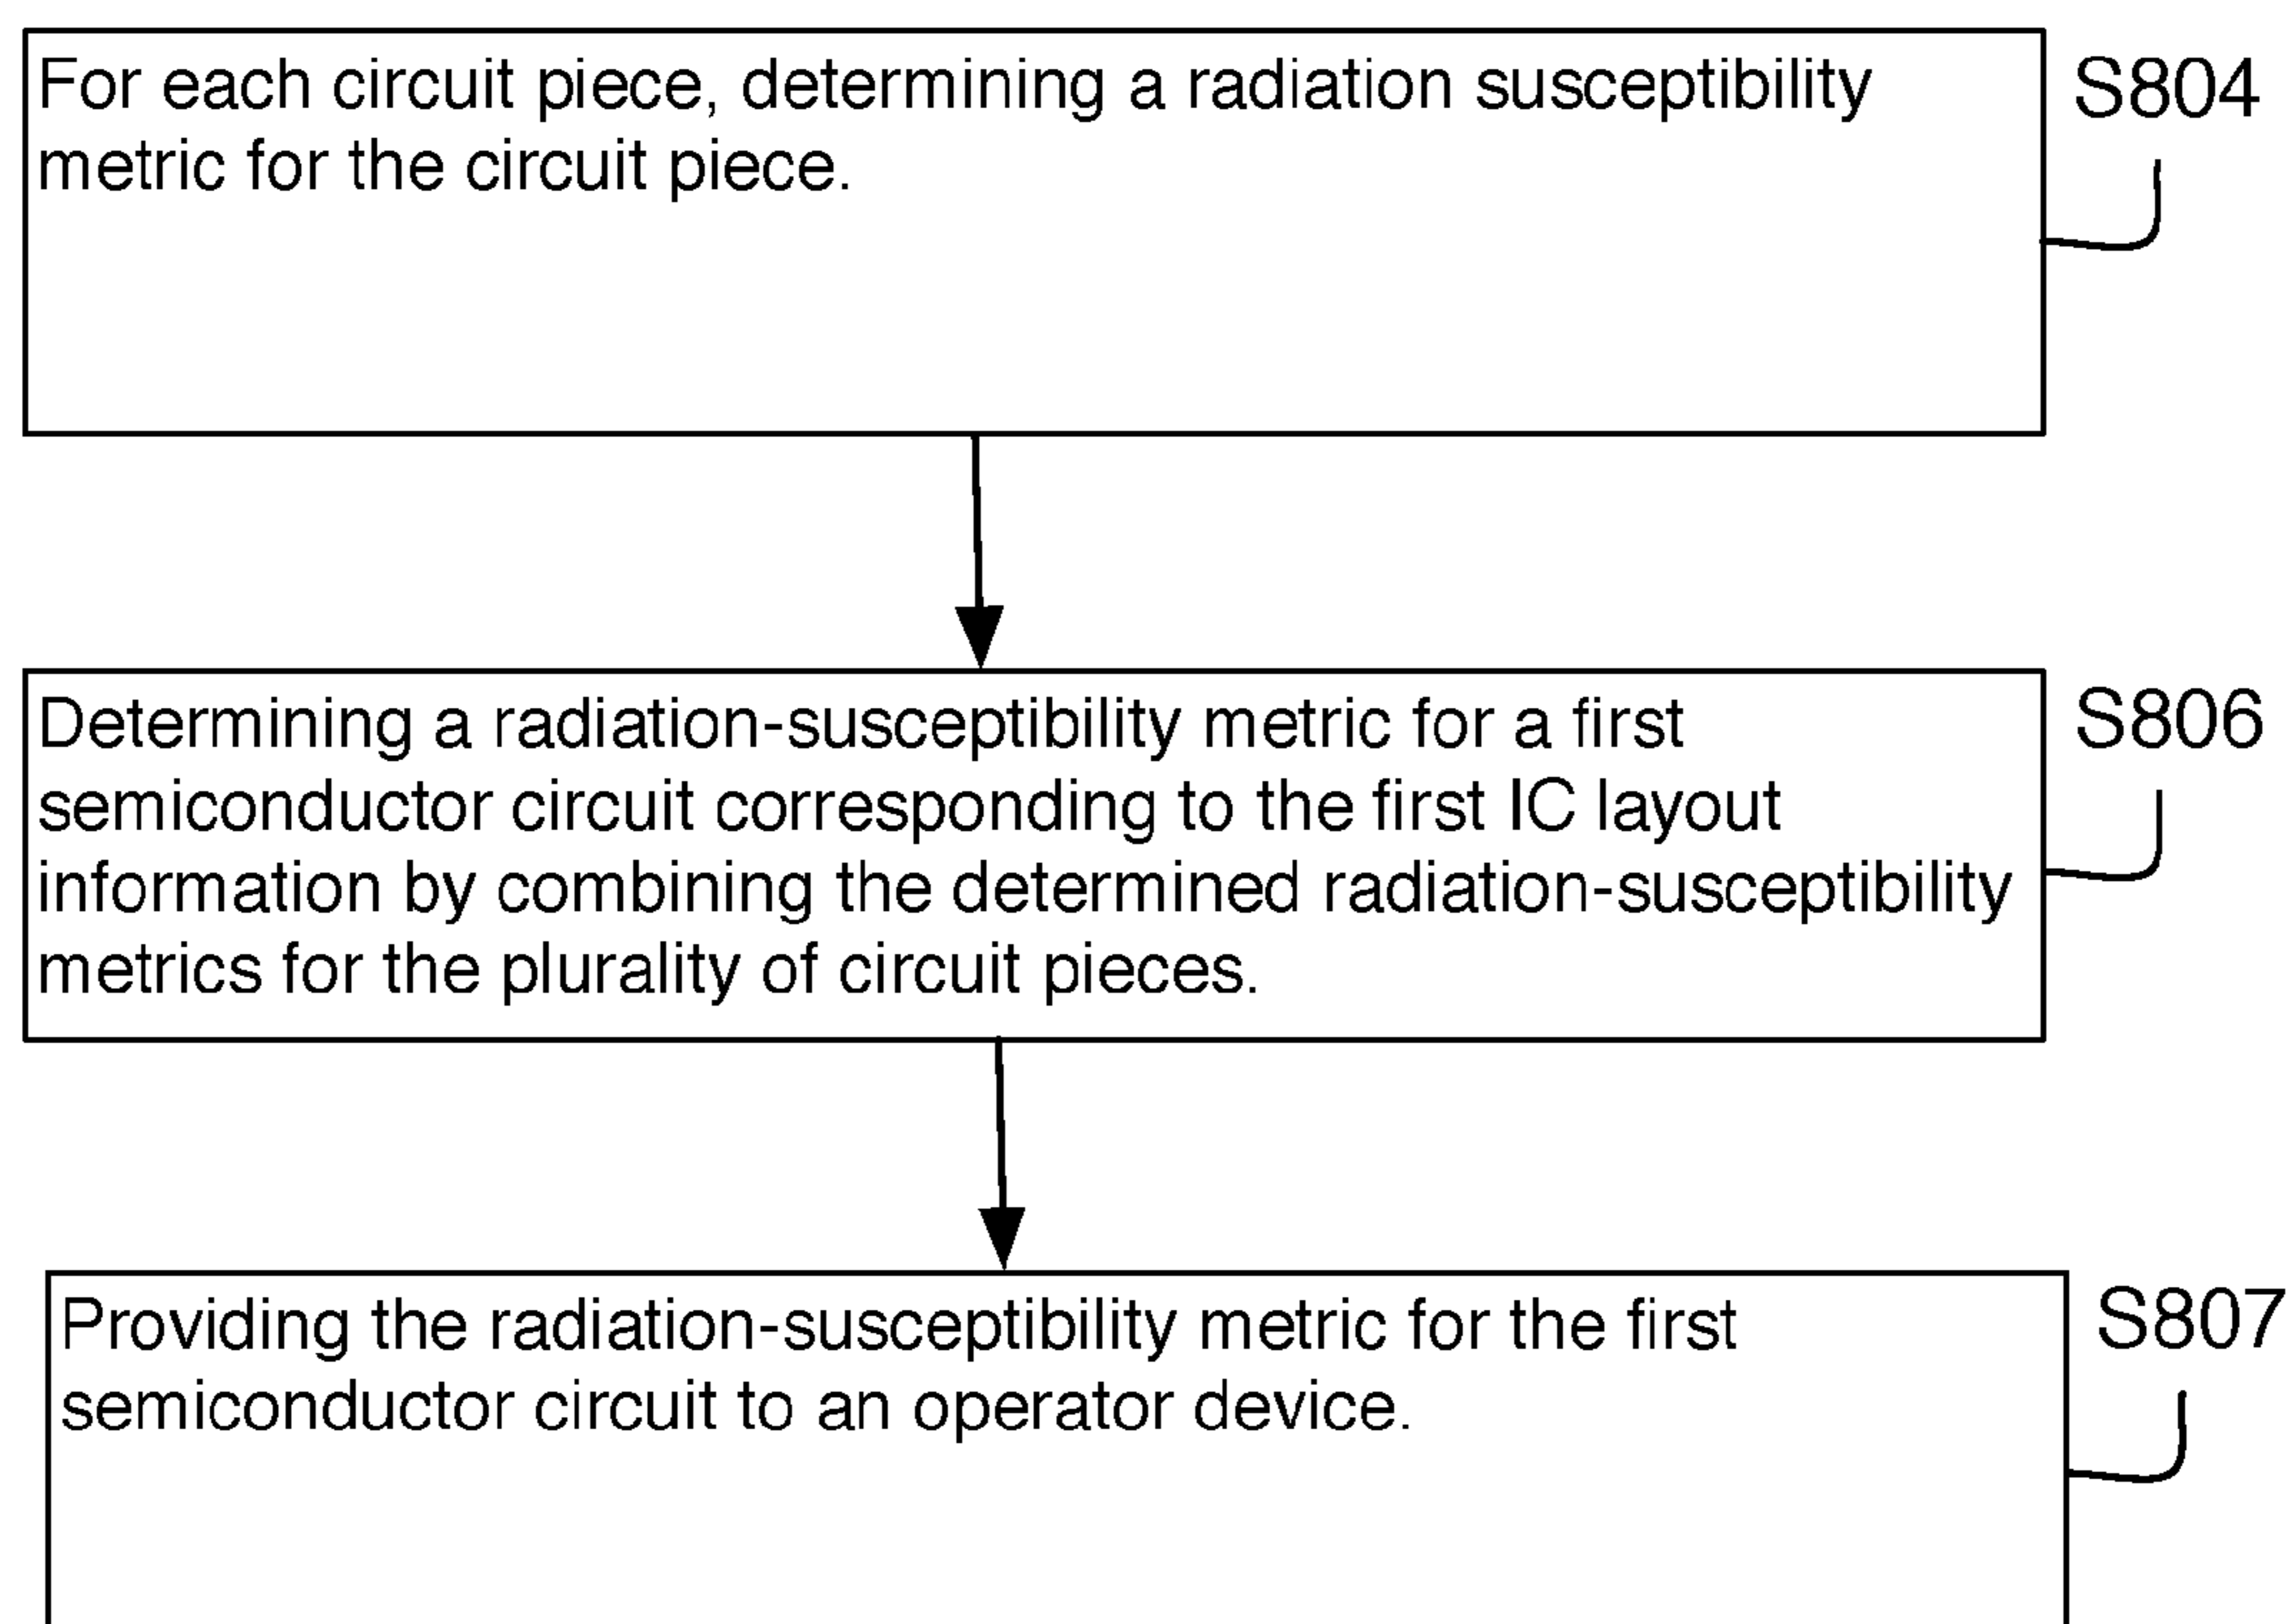 For each circuit piece, determining a radiation susceptibility
metric for the circuit piece.
S804
Determining a radiation-susceptibility metric for a first
semiconductor circuit corresponding to the first IC layout
information by combining the determined radiation-susceptibility
metrics for the plurality of circuit pieces.
S806
Providing the radiation-susceptibility metric for the first
semiconductor circuit to an operator device.
S807